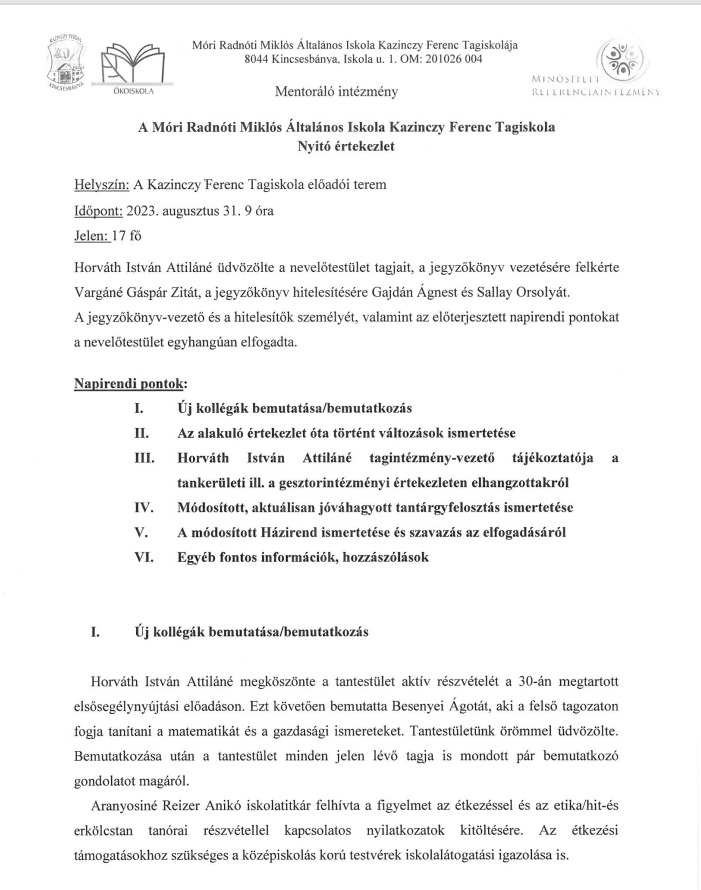 KAZINCZY FERENC
KINCSESBÁNYA
ÖKOISKOLA
Móri Radnóti Miklós Általános Iskola Kazinczy Ferenc Tagiskolája
8044 Kincsesbánya, Iskola u. 1. OM: 201026 004
Mentoráló intézmény
MINŐSÍTETT
REFERENCIAINTÉZMÉNY
A Móri Radnóti Miklós Általános Iskola Kazinczy Ferenc Tagiskola
Nyitó értekezlet
Helyszín: A Kazinczy Ferenc Tagiskola előadói terem
Időpont: 2023. augusztus 31. 9 óra
Jelen: 17 fő
Horváth István Attiláné üdvözölte a nevelőtestület tagjait, a jegyzőkönyv vezetésére felkérte
Vargáné Gáspár Zitát, a jegyzőkönyv hitelesítésére Gajdán Ágnest és Sallay Orsolyát.
A jegyzőkönyv-vezető és a hitelesítők személyét, valamint az előterjesztett napirendi pontokat
a nevelőtestület egyhangúan elfogadta.
Napirendi pontok:
I. Új kollégák bemutatása/bemutatkozás
II. Az alakuló értekezlet óta történt változások ismertetése
III. Horváth István Attiláné tagintézmény-vezető tájékoztatója a
tankerületi ill. a gesztorintézményi értekezleten elhangzottakról
IV. Módosított, aktuálisan jóváhagyott tantárgyfelosztás ismertetése
V. A módosított Házirend ismertetése és szavazás az elfogadásáról
VI. Egyéb fontos információk, hozzászólások
I. Új kollégák bemutatása/bemutatkozás
Horváth István Attiláné megköszönte a tantestület aktív részvételét a 30-án megtartott
elsősegélynyújtási előadáson. Ezt követően bemutatta Besenyei Ágotát, aki a felső tagozaton
fogja tanítani a matematikát és a gazdasági ismereteket. Tantestületünk örömmel üdvözölte.
Bemutatkozása után a tantestület minden jelen lévő tagja is mondott pár bemutatkozó
gondolatot magáról.
Aranyosiné Reizer Anikó iskolatitkár felhívta a figyelmet az étkezéssel és az etika/hit-és
erkölcstan tanórai részvétellel kapcsolatos nyilatkozatok kitöltésére. Az étkezési
támogatásokhoz szükséges a középiskolás korú testvérek iskolalátogatási igazolása is.